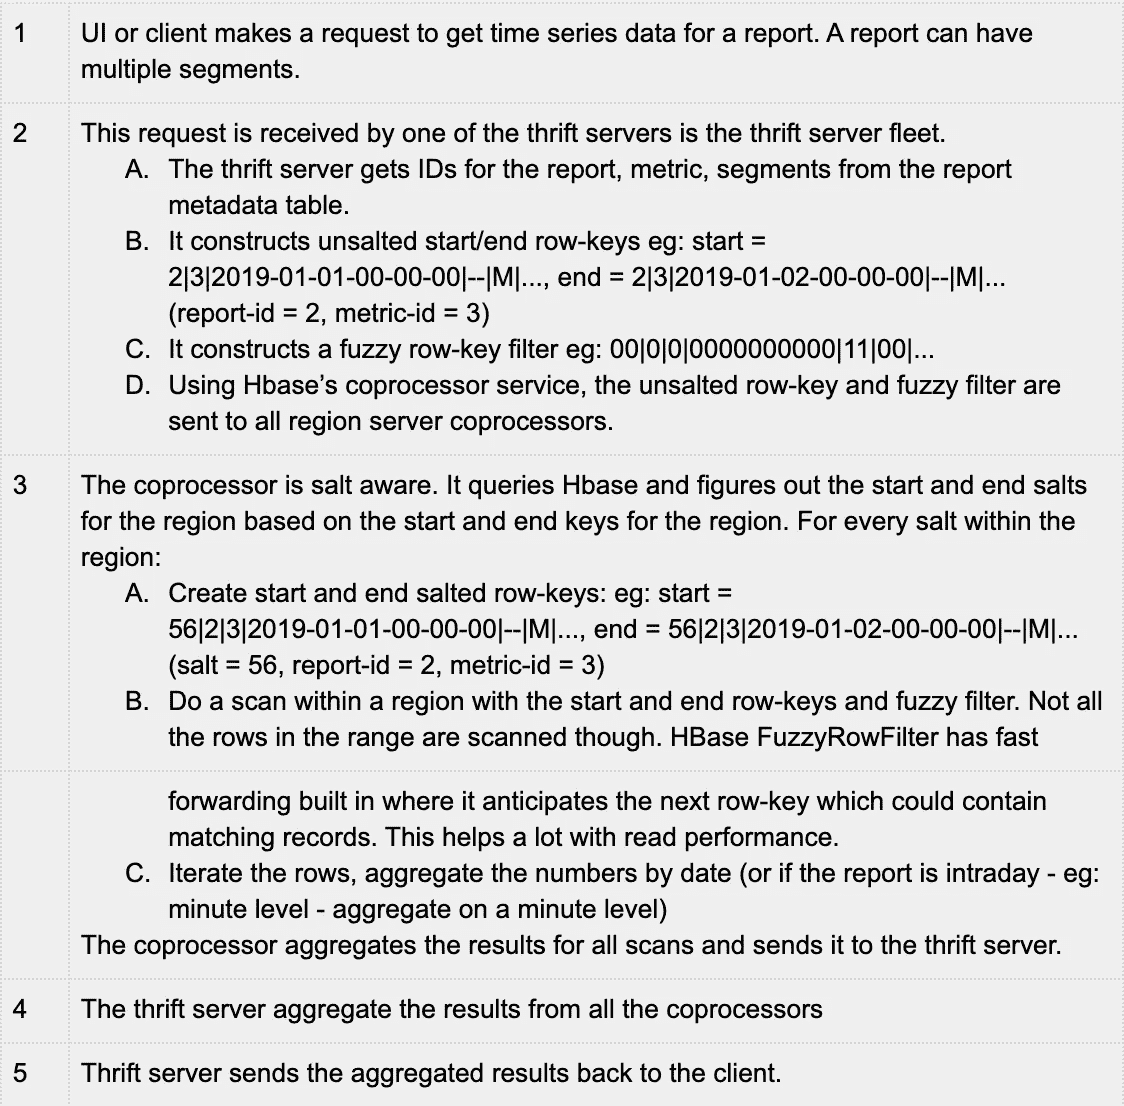 1 UI or client makes a request to get time series data for a report. A report can have
multiple segments.
2 This request is received by one of the thrift servers is the thrift server fleet.
A. The thrift server gets IDs for the report, metric, segments from the report
metadata table.
B. It constructs unsalted start/end row-keys eg: start =
2|3|2019-01-01-00-00-00|--|M|..., end = 2|3|2019-01-02-00-00-00|--|M|...
(report-id = 2, metric-id = 3)
C. It constructs a fuzzy row-key filter eg: 00|0|0|0000000000|11|00|...
D. Using Hbase’s coprocessor service, the unsalted row-key and fuzzy filter are
sent to all region server coprocessors.
3 The coprocessor is salt aware. It queries Hbase and figures out the start and end salts
for the region based on the start and end keys for the region. For every salt within the
region:
A. Create start and end salted row-keys: eg: start =
56|2|3|2019-01-01-00-00-00|--|M|..., end = 56|2|3|2019-01-02-00-00-00|--|M|...
(salt = 56, report-id = 2, metric-id = 3)
B. Do a scan within a region with the start and end row-keys and fuzzy filter. Not all
the rows in the range are scanned though. HBase FuzzyRowFilter has fast
forwarding built in where it anticipates the next row-key which could contain
matching records. This helps a lot with read performance.
C. Iterate the rows, aggregate the numbers by date (or if the report is intraday - eg:
minute level - aggregate on a minute level)
The coprocessor aggregates the results for all scans and sends it to the thrift server.
4 The thrift server aggregate the results from all the coprocessors
5 Thrift server sends the aggregated results back to the client.